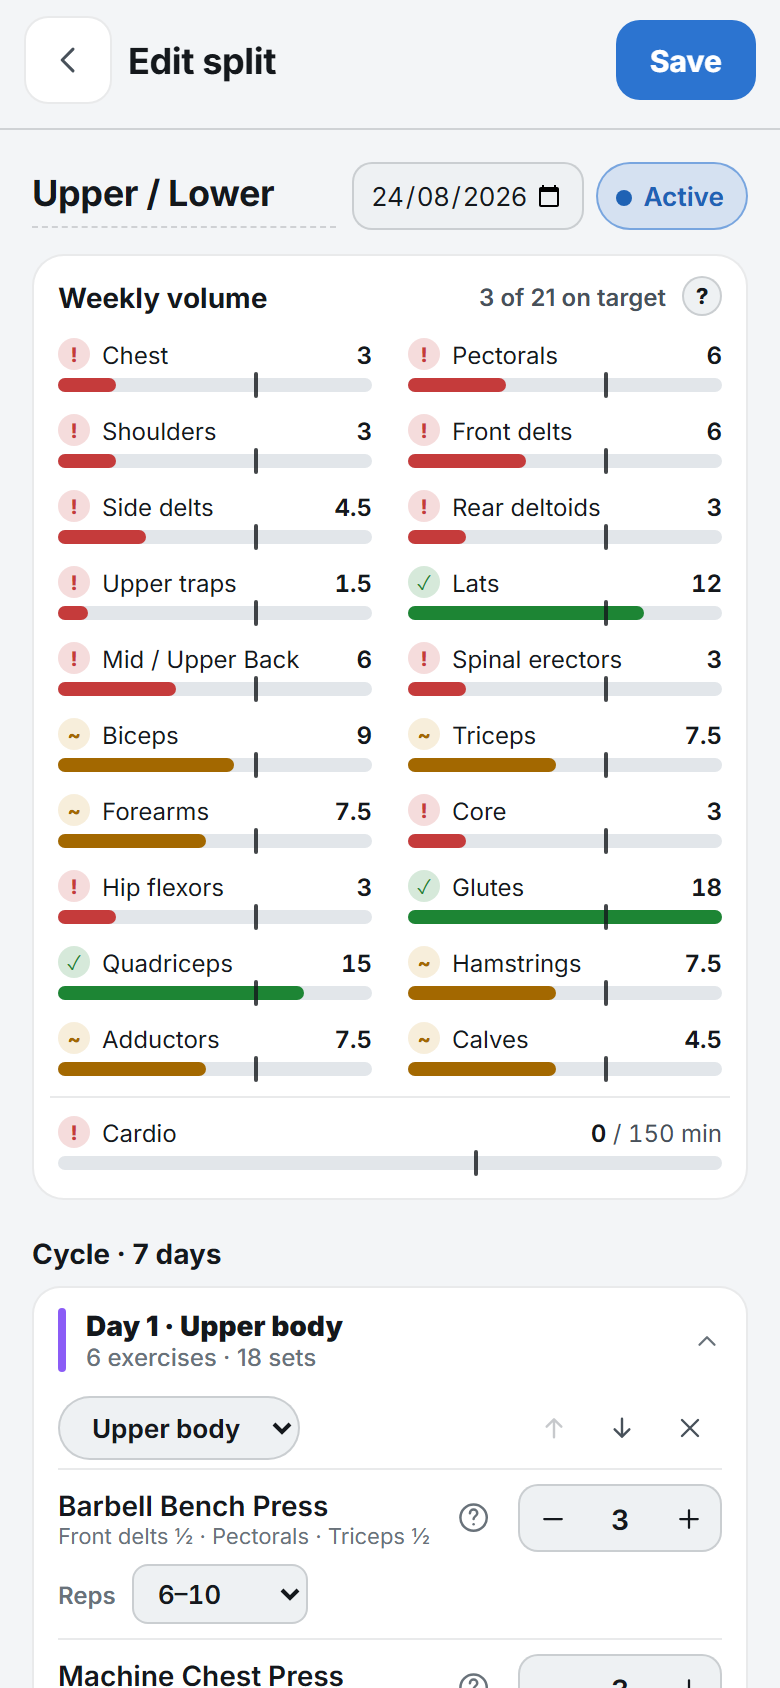 Edit split
Save
Upper / Lower
24/08/2026
Active
Weekly volume
3 of 21 on target
?
! Chest 3
! Pectorals 6
! Shoulders 3
! Front delts 6
! Side delts 4.5
! Rear deltoids 3
! Upper traps 1.5
✓ Lats 12
! Mid / Upper Back 6
! Spinal erectors 3
~ Biceps 9
~ Triceps 7.5
~ Forearms 7.5
! Core 3
! Hip flexors 3
✓ Glutes 18
✓ Quadriceps 15
~ Hamstrings 7.5
~ Adductors 7.5
~ Calves 4.5
! Cardio 0 / 150 min
Cycle · 7 days
Day 1 · Upper body
6 exercises · 18 sets
Upper body
Barbell Bench Press
Front delts ½ · Pectorals · Triceps ½
? − 3 +
Reps 6–10
Machine Chest Press